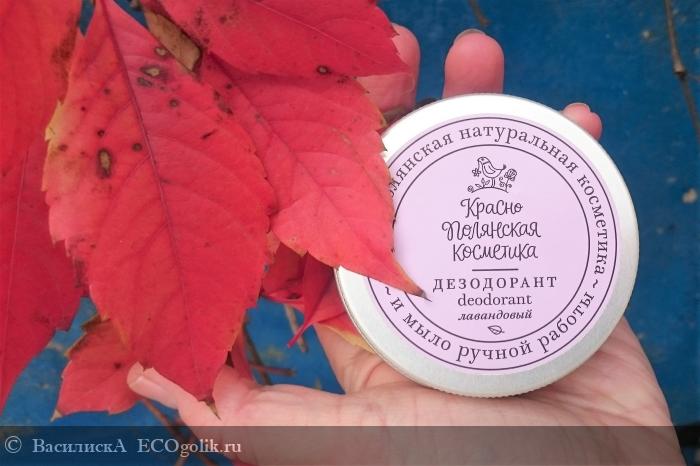 Красно
Полянская
косметика
ДЕЗОДОРАНТ
deodorant
лавандовый
натуральная косметика ~
~ и мыло ручной работы
© ВасилискА ECOgolik.ru